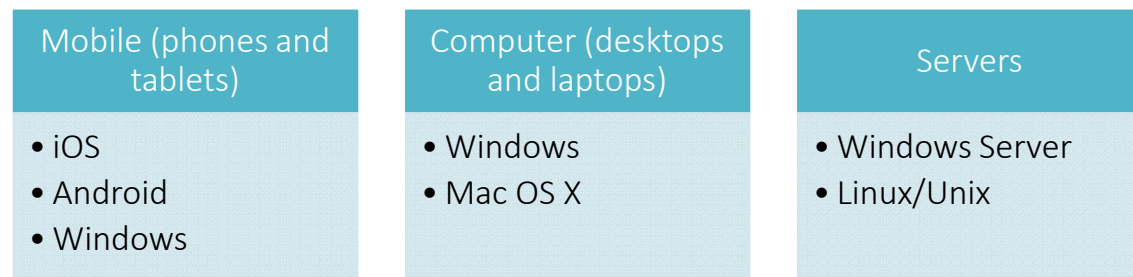 Mobile (phones and
tablets)
• iOS
• Android
• Windows
Computer (desktops
and laptops)
• Windows
• Mac OS X
Servers
• Windows Server
• Linux/Unix